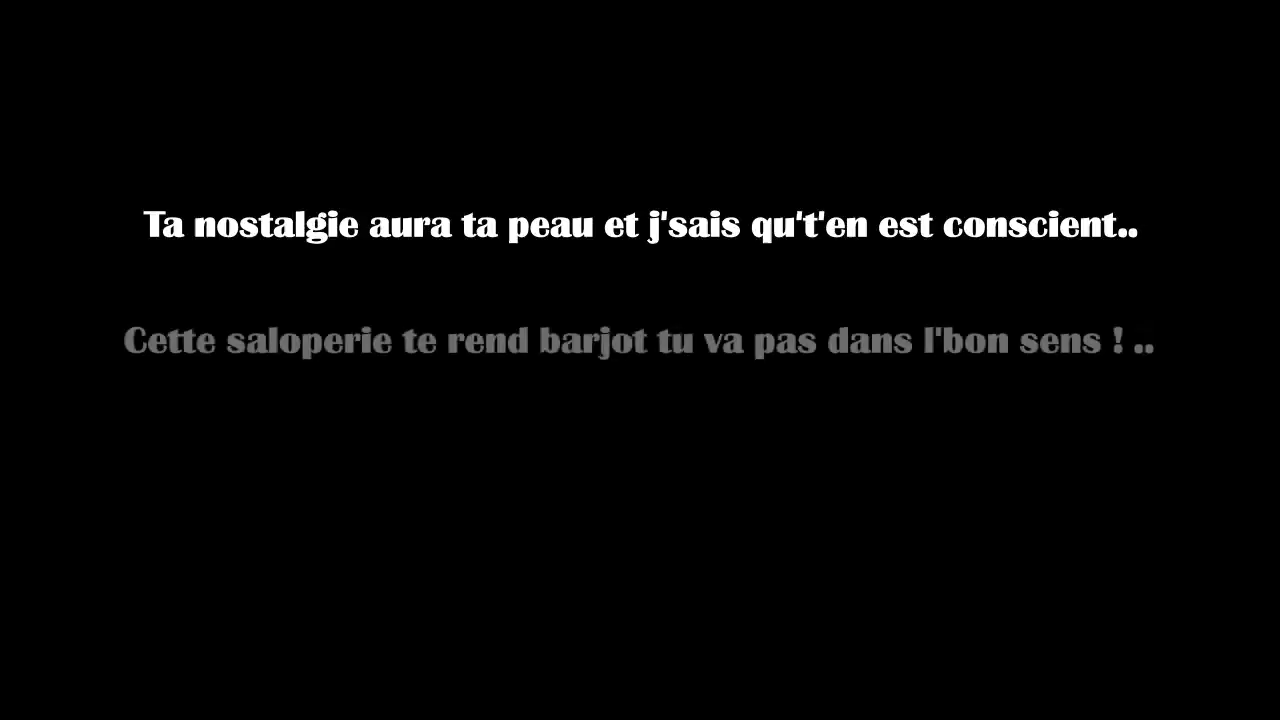 Ta nostalgie aura ta peau et j'sais qu't'en est conscient..
Cette saloperie te rend barjot tu va pas dans l'bon sens ! ..